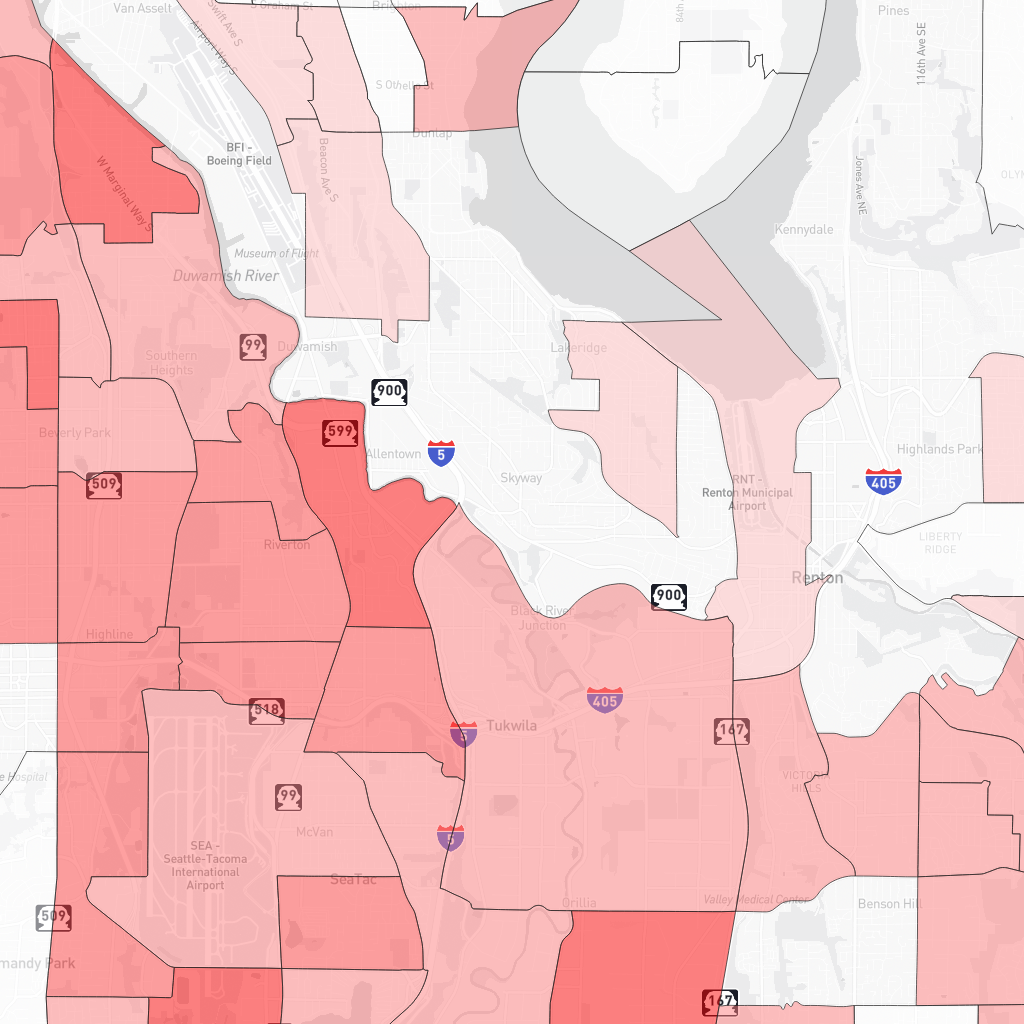 Van Asselt
Swift Ave S
S Graham St
Brighton
84th
Pines
116th Ave SE
Airport Way S
S Othello St
Dunlap
BFI -
Boeing Field
Beacon Ave S
W Marginal Way S
Jones Ave NE
OLYM
Kennydale
Museum of Flight
Duwamish River
99
Duwamish
Southern
Heights
Lakeridge
900
599
Beverly Park
Allentown
5
Highlands Park
509
Skyway
RNT -
Renton Municipal
Airport
405
Riverton
LIBERTY
RIDGE
Renton
900
Black River
Junction
Highline
405
518
Tukwila
5
167
e Hospital
VICTORIA
HILLS
99
McVan
5
SEA -
Seattle-Tacoma
International
Airport
SeaTac
Orillia
Valley Medical Center
Benson Hill
509
mandy Park
167